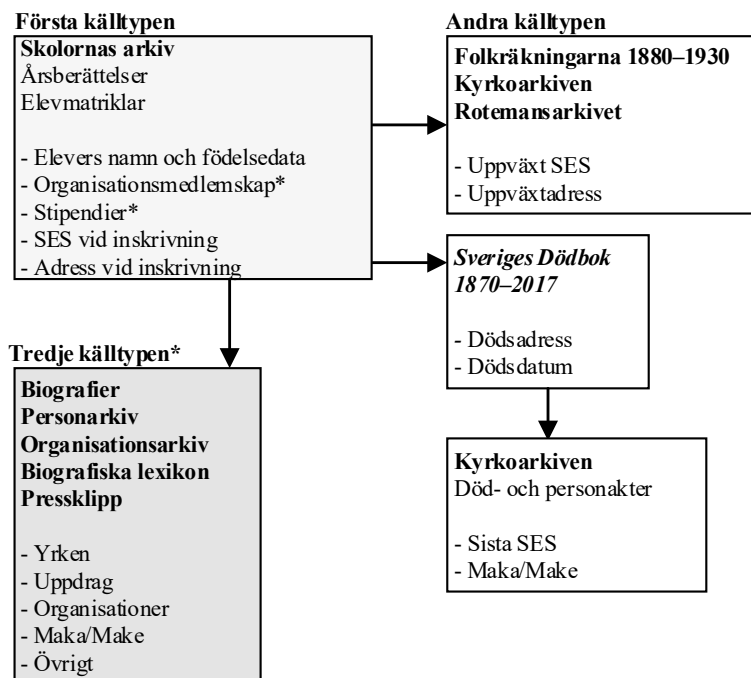 Första källtypen
Skolornas arkiv
Årsberättelser
Elevmatriklar
- Elevers namn och födelsedata
- Organisationsmedlemskap*
- Stipendier*
- SES vid inskrivning
- Adress vid inskrivning
Andra källtypen
Folkräkningarna 1880–1930
Kyrkoarkiven
Rotemansarkivet
- Uppväxt SES
- Uppväxtadress
Sveriges Dödbok
1870–2017
- Dödsadress
- Dödsdatum
Kyrkoarkiven
Död- och personakter
- Sista SES
- Maka/Make
Tredje källtypen*
Biografier
Personarkiv
Organisationsarkiv
Biografiska lexikon
Pressklipp
- Yrken
- Uppdrag
- Organisationer
- Maka/Make
- Övrigt